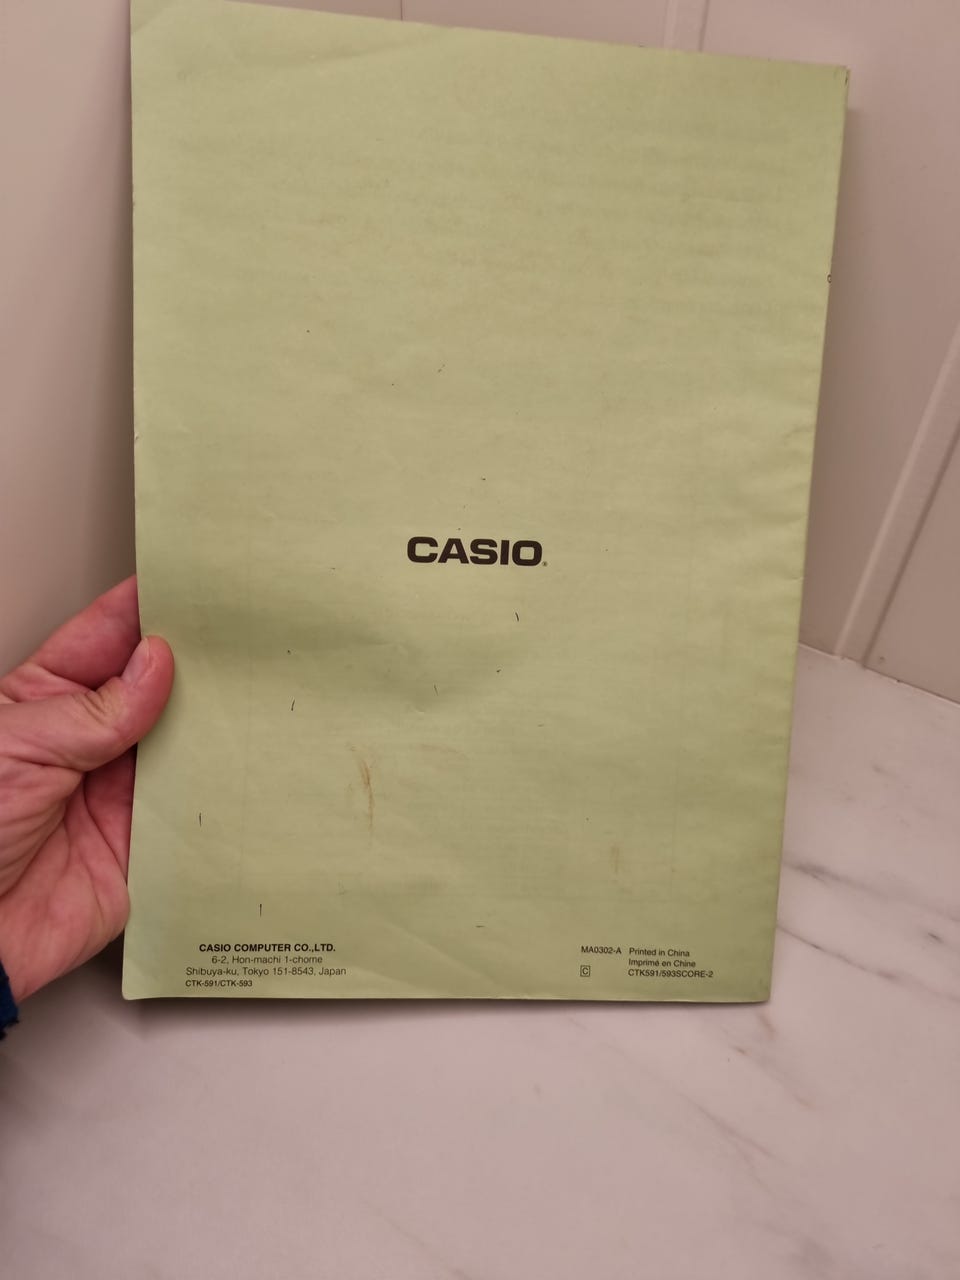 CASIO®
CASIO COMPUTER CO.,LTD.
6-2, Hon-machi 1-chome
Shibuya-ku, Tokyo 151-8543, Japan
CTK-591/CTK-593
MA0302-A Printed in China
Imprimé en Chine
C CTK591/593SCORE-2